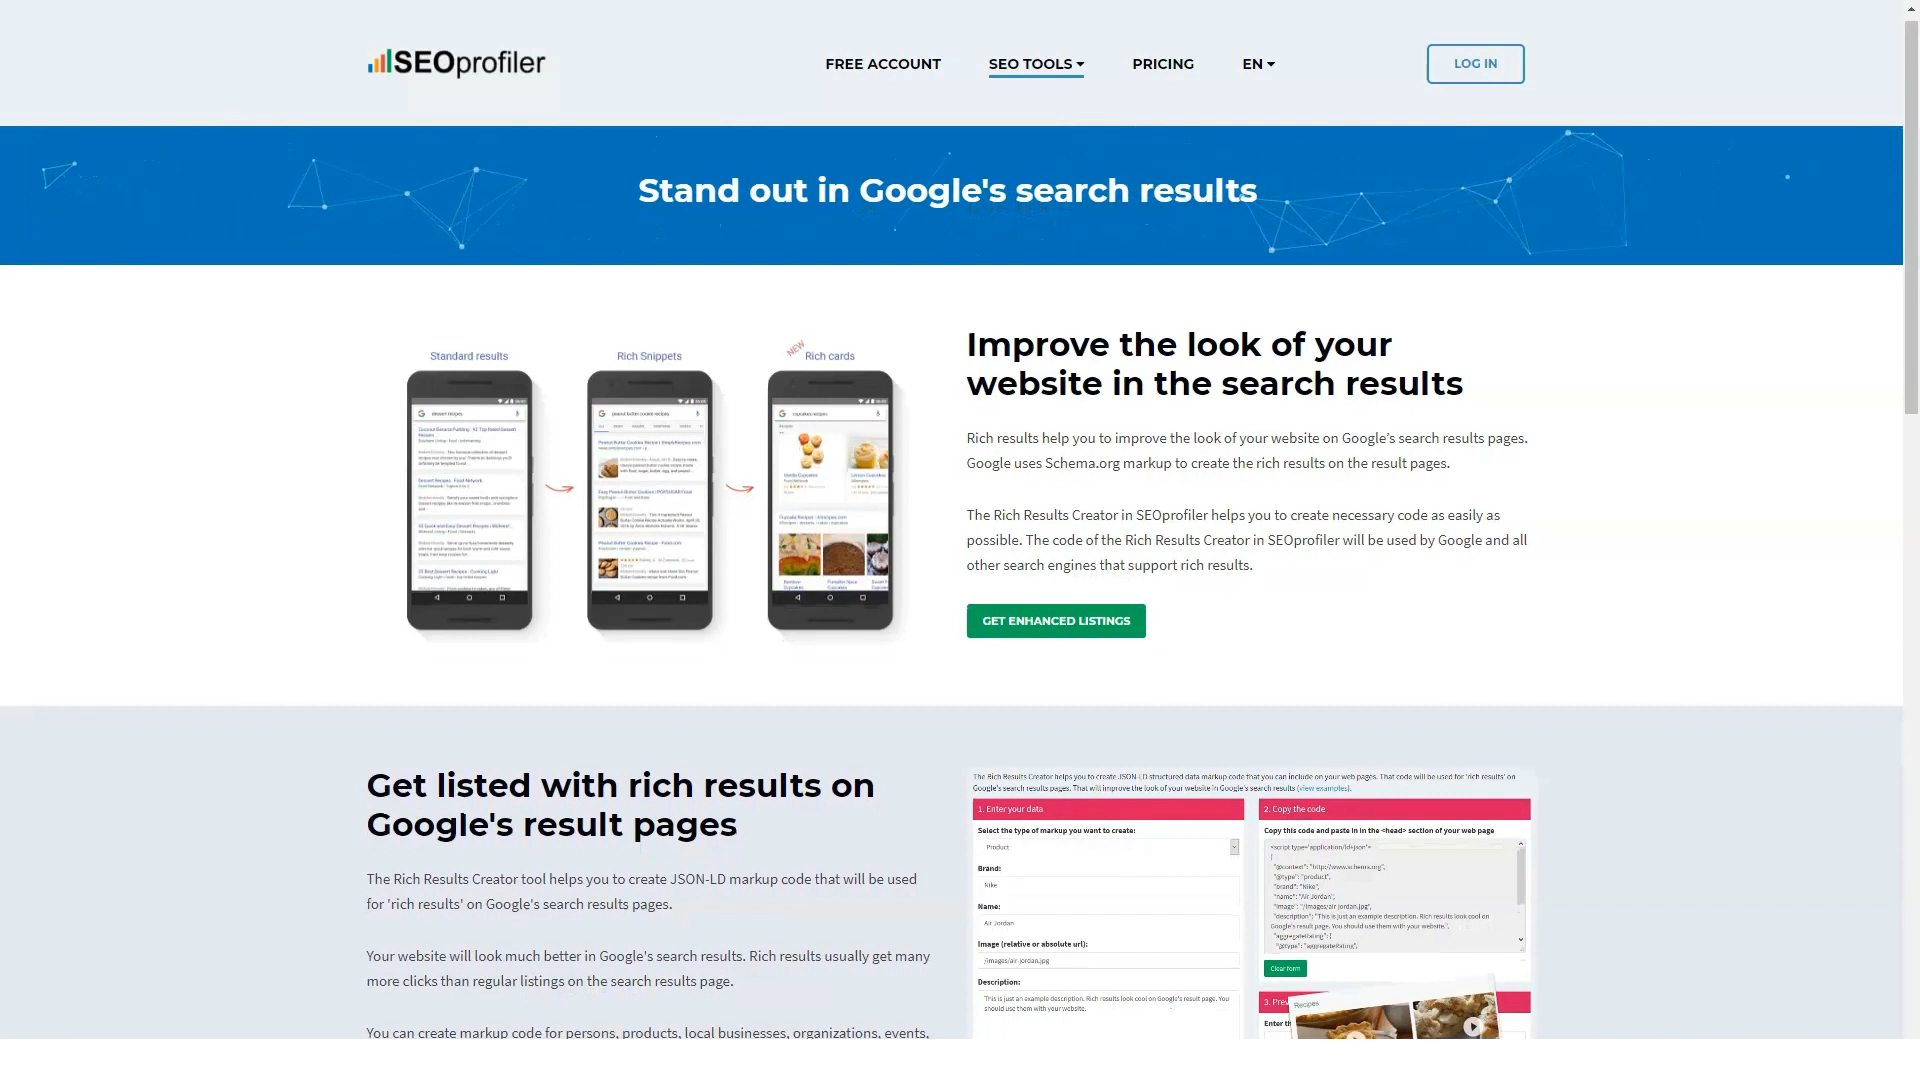 SEOprofiler
FREE ACCOUNT
SEO TOOLS
PRICING
EN
LOG IN
Stand out in Google's search results
Standard results
Rich Snippets
NEW
Rich cards
dessert recipes
peanut butter cookie recipes
cupcakes recipes
Improve the look of your
website in the search results
Rich results help you to improve the look of your website on Google’s search results pages.
Google uses Schema.org markup to create the rich results on the result pages.
The Rich Results Creator in SEOprofiler helps you to create necessary code as easily as
possible. The code of the Rich Results Creator in SEOprofiler will be used by Google and all
other search engines that support rich results.
GET ENHANCED LISTINGS
Get listed with rich results on
Google's result pages
The Rich Results Creator tool helps you to create JSON-LD markup code that will be used
for 'rich results' on Google's search results pages.
Your website will look much better in Google's search results. Rich results usually get many
more clicks than regular listings on the search results page.
You can create markup code for persons, products, local businesses, organizations, events,
The Rich Results Creator helps you to create JSON-LD structured data markup code that you can include on your web pages. That code will be used for 'rich results' on
Google's search results pages. That will improve the look of your website in Google's search results (view examples).
1. Enter your data
Select the type of markup you want to create:
Product
Brand:
Nike
Name:
Air Jordan
Image (relative or absolute url):
/images/air-jordan.jpg
Description:
This is just an example description. Rich results look cool on Google's result page. You
should use them with your website.
2. Copy the code
Copy this code and paste in in the <head> section of your web page
<script type='application/ld+json'>
{
"@context": "http://www.schema.org",
"@type": "product",
"brand": "Nike",
"name": "Air Jordan",
"image": "/images/air-jordan.jpg",
"description": "This is just an example description. Rich results look cool on
Google's result page. You should use them with your website.",
"aggregateRating": {
"@type": "aggregateRating",
Clear form
3.
Enter
Recipes